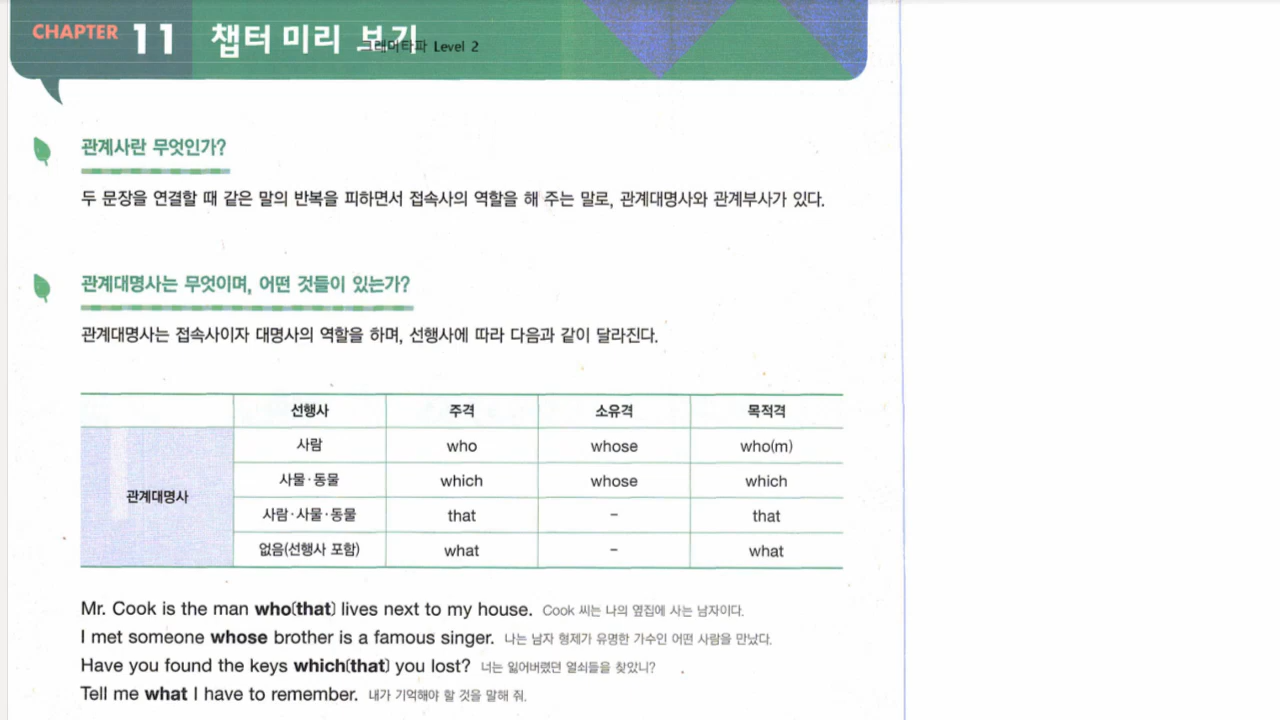 CHAPTER 11 챕터 미리 보기
그래머타파 Level 2
관계사란 무엇인가?
두 문장을 연결할 때 같은 말의 반복을 피하면서 접속사의 역할을 해 주는 말로, 관계대명사와 관계부사가 있다.
관계대명사는 무엇이며, 어떤 것들이 있는가?
관계대명사는 접속사이자 대명사의 역할을 하며, 선행사에 따라 다음과 같이 달라진다.
선행사 주격 소유격 목적격
사람 who whose who(m)
사물·동물 which whose which
관계대명사
사람·사물·동물 that – that
없음(선행사 포함) what – what
Mr. Cook is the man who(that) lives next to my house. Cook 씨는 나의 옆집에 사는 남자이다.
I met someone whose brother is a famous singer. 나는 남자 형제가 유명한 가수인 어떤 사람을 만났다.
Have you found the keys which(that) you lost? 너는 잃어버렸던 열쇠들을 찾았니?
Tell me what I have to remember. 내가 기억해야 할 것을 말해 줘.